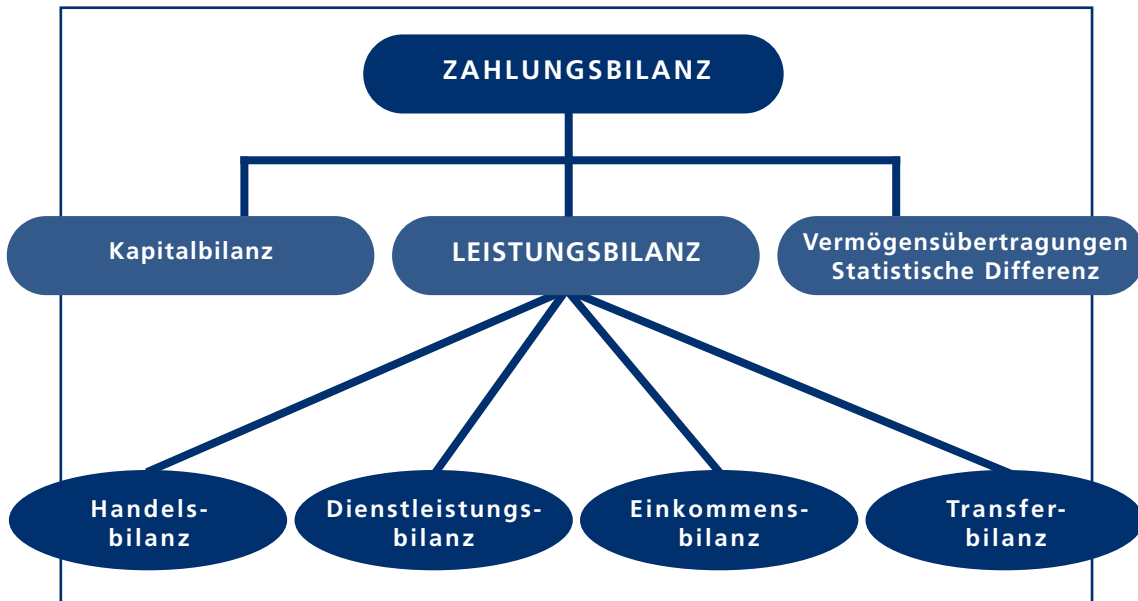 ZAHLUNGSBILANZ
Kapitalbilanz
LEISTUNGSBILANZ
Vermögensübertragungen
Statistische Differenz
Handels-
bilanz
Dienstleistungs-
bilanz
Einkommens-
bilanz
Transfer-
bilanz